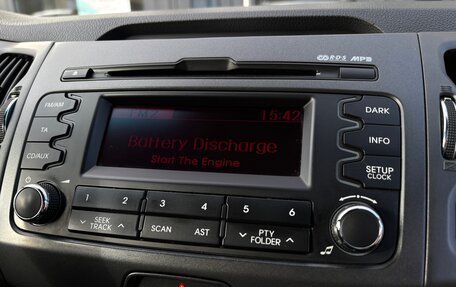 RDS MP3
FM/AM
TA
CD/AUX
FM2 15:42
Battery Discharge
Start The Engine
DARK
INFO
SETUP
CLOCK
1 2 3 4 5 6
SEEK
TRACK
SCAN
AST
PTY
FOLDER